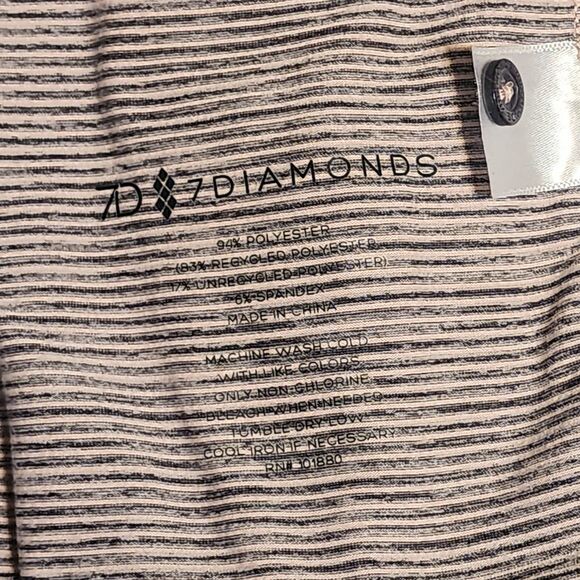 7D 7DIAMONDS
94% POLYESTER
(83% RECYCLED POLYESTER
17% UNRECYCLED POLYESTER)
6% SPANDEX
MADE IN CHINA
MACHINE WASH COLD
WITH LIKE COLORS
ONLY NON-CHLORINE
BLEACH WHEN NEEDED
TUMBLE DRY LOW
COOL IRON IF NECESSARY
RN# 101880